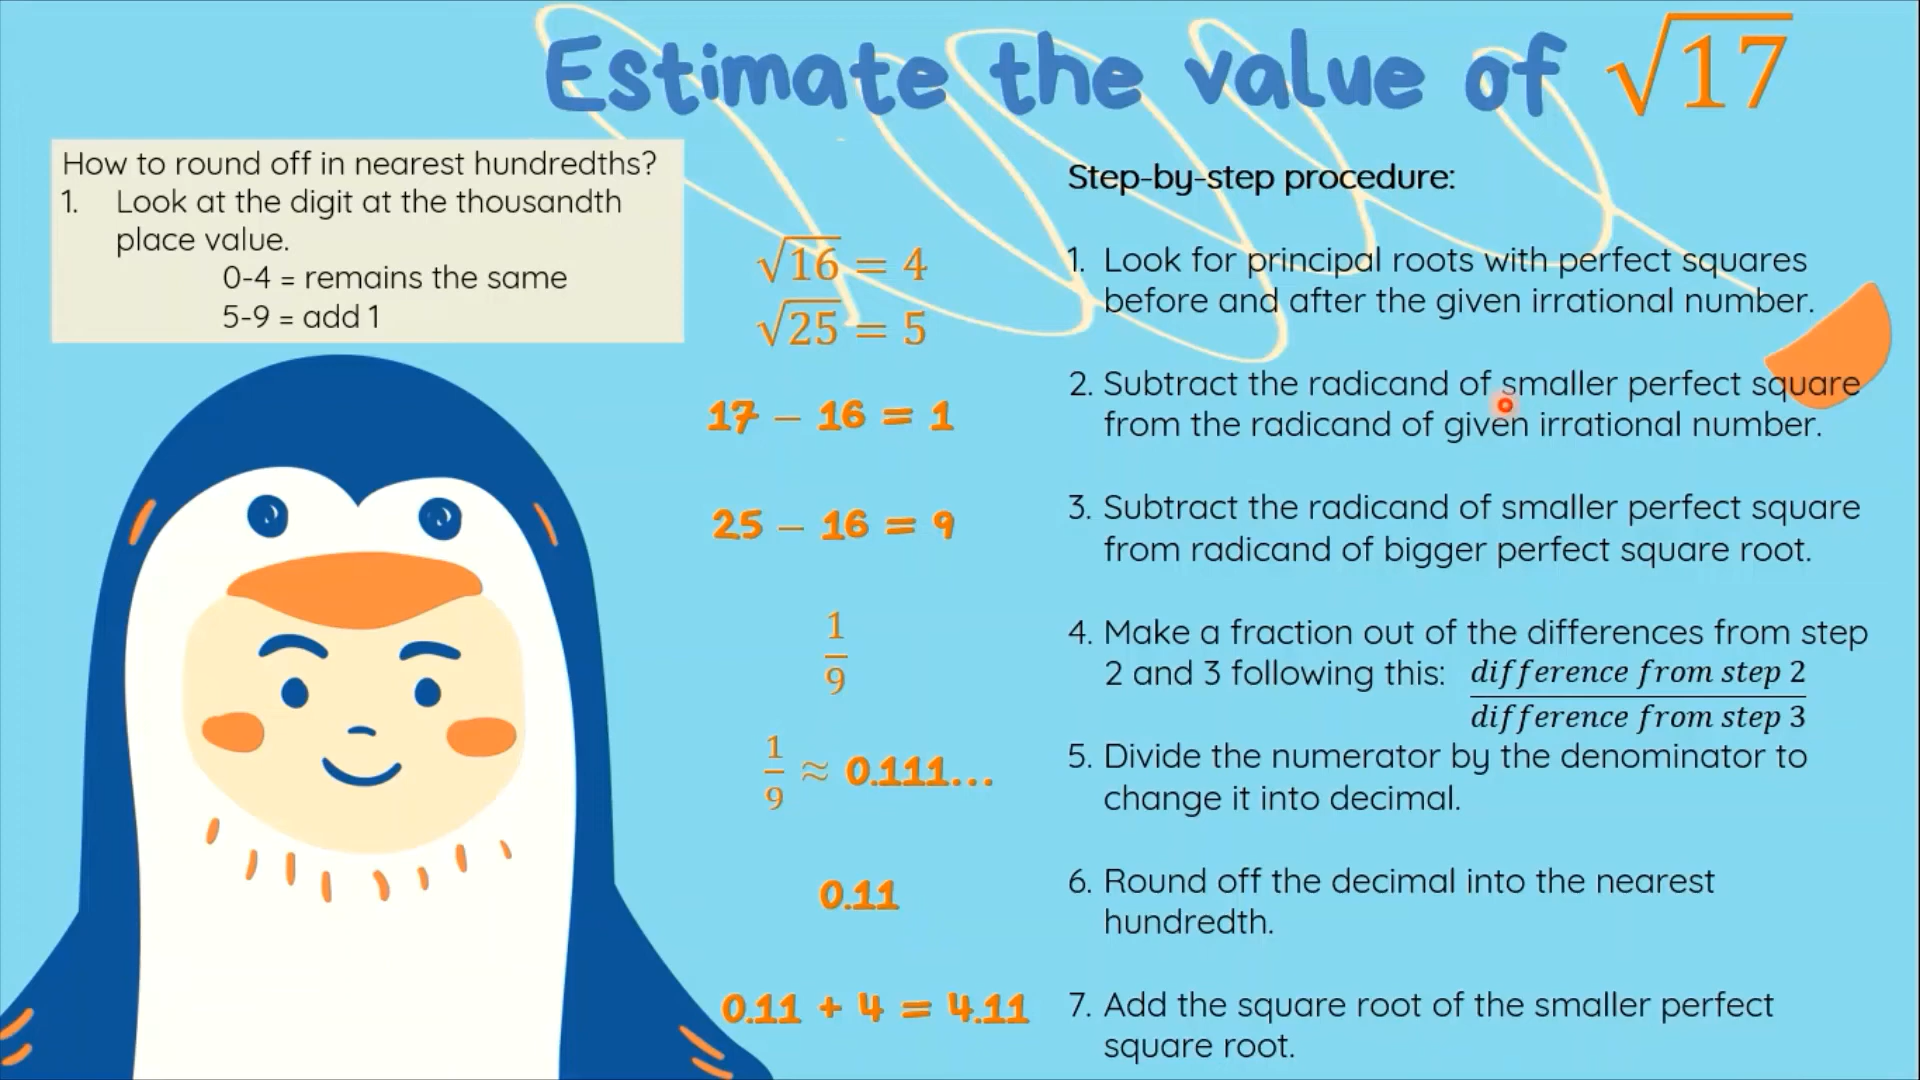 Estimate the value of √17
How to round off in nearest hundredths?
1. Look at the digit at the thousandth
place value.
0-4 = remains the same
5-9 = add 1
√16 = 4
√25 = 5
17 – 16 = 1
25 – 16 = 9
1
9
1/9 ≈ 0.111...
0.11
0.11 + 4 = 4.11
Step-by-step procedure:
1. Look for principal roots with perfect squares
before and after the given irrational number.
2. Subtract the radicand of smaller perfect square
from the radicand of given irrational number.
3. Subtract the radicand of smaller perfect square
from radicand of bigger perfect square root.
4. Make a fraction out of the differences from step
2 and 3 following this: difference from step 2
difference from step 3
5. Divide the numerator by the denominator to
change it into decimal.
6. Round off the decimal into the nearest
hundredth.
7. Add the square root of the smaller perfect
square root.